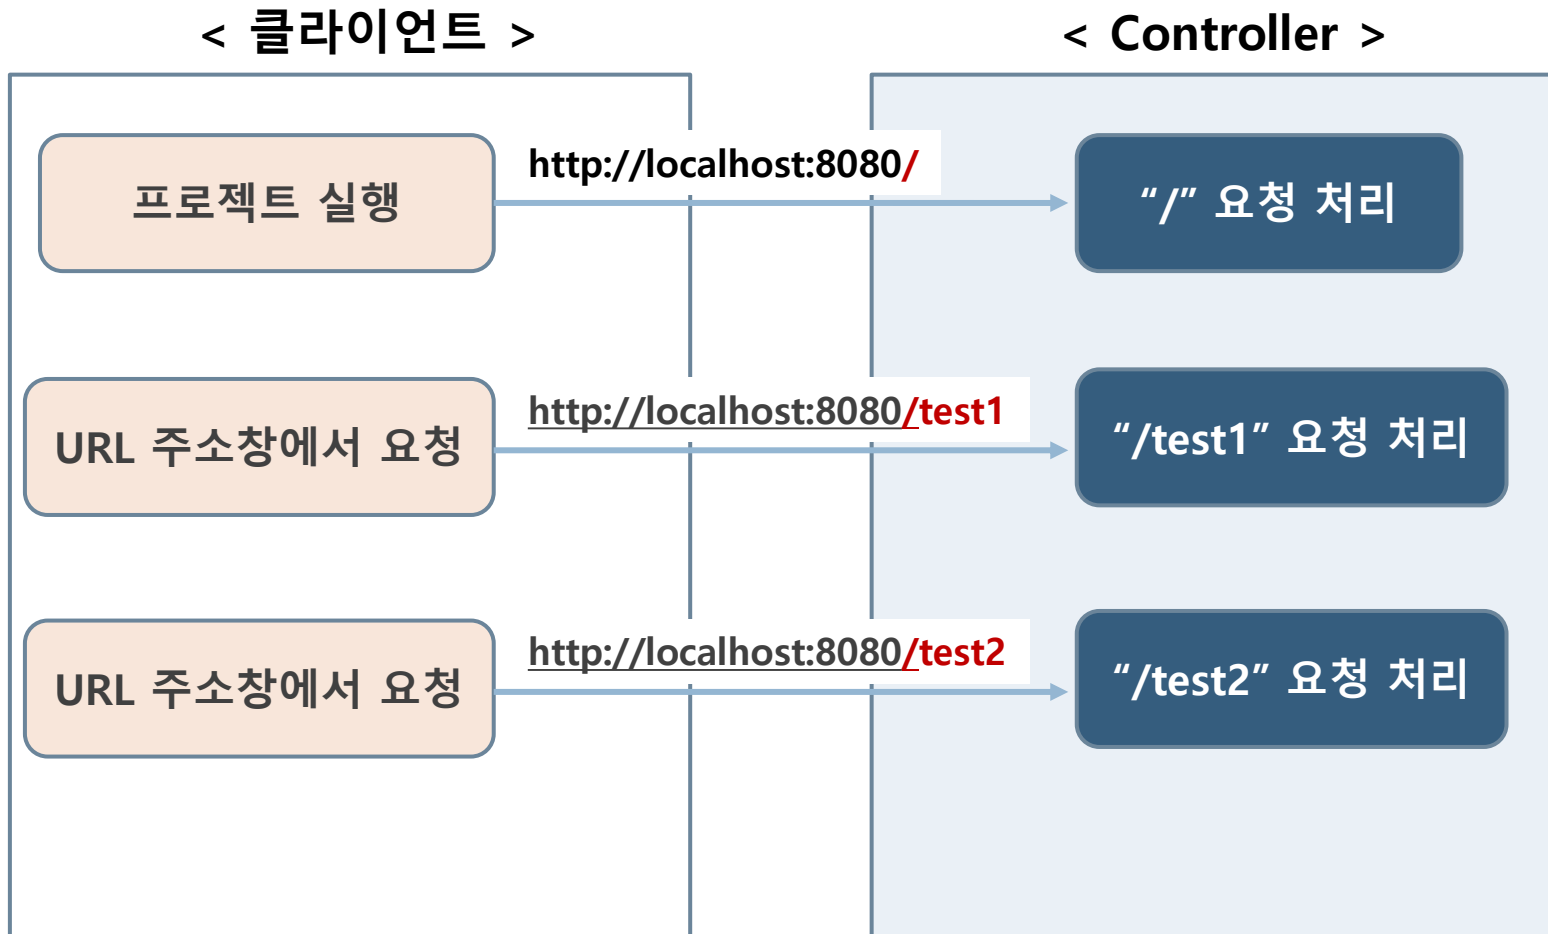 < 클라이언트 >
< Controller >
프로젝트 실행
http://localhost:8080/
“/” 요청 처리
URL 주소창에서 요청
http://localhost:8080/test1
“/test1” 요청 처리
URL 주소창에서 요청
http://localhost:8080/test2
“/test2” 요청 처리